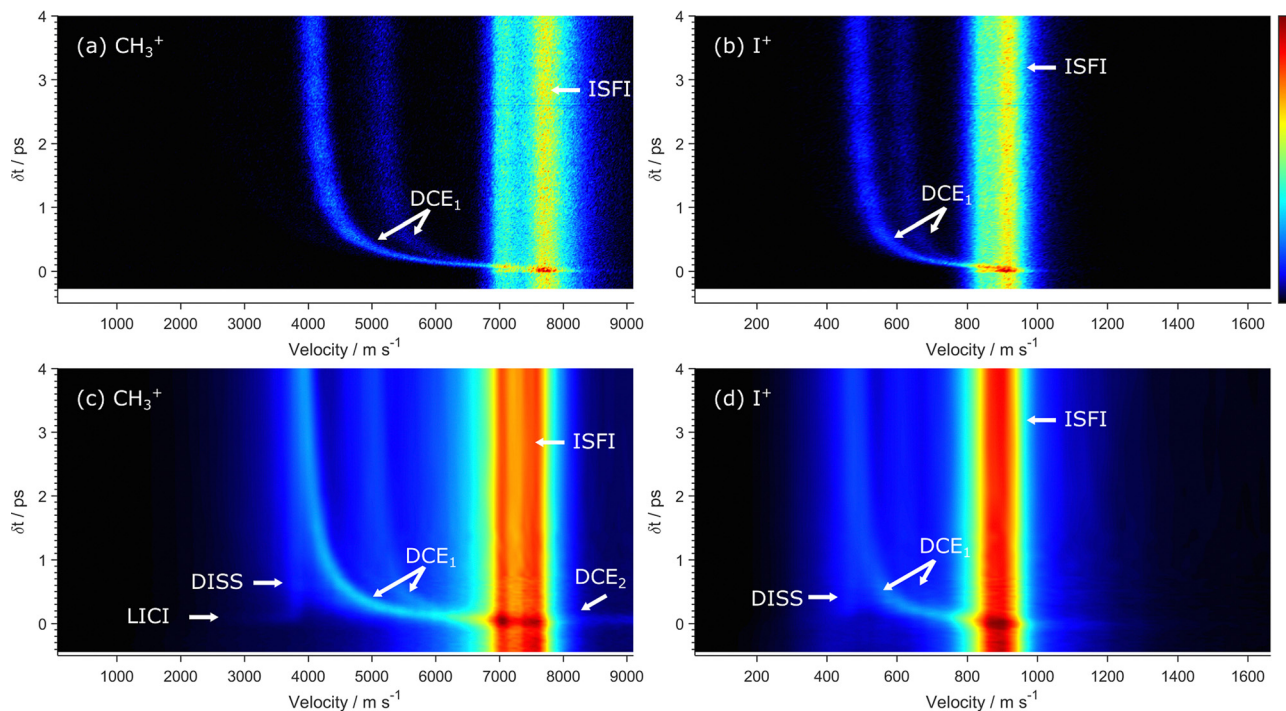 (a) CH₃⁺
ISFI
DCE₁
δt / ps
4
3
2
1
0
1000 2000 3000 4000 5000 6000 7000 8000 9000
Velocity / m s⁻¹
(b) I⁺
ISFI
DCE₁
δt / ps
4
3
2
1
0
200 400 600 800 1000 1200 1400 1600
Velocity / m s⁻¹
(c) CH₃⁺
ISFI
DCE₁
DCE₂
DISS
LICI
δt / ps
4
3
2
1
0
1000 2000 3000 4000 5000 6000 7000 8000 9000
Velocity / m s⁻¹
(d) I⁺
ISFI
DCE₁
DISS
δt / ps
4
3
2
1
0
200 400 600 800 1000 1200 1400 1600
Velocity / m s⁻¹